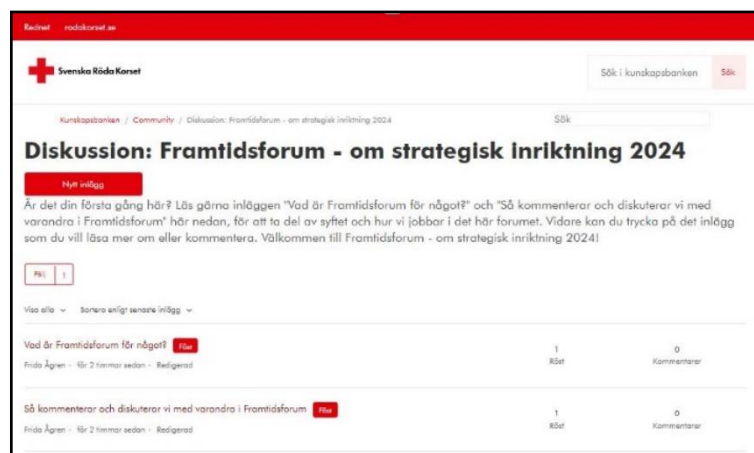 Rednet rodakorset.se
Svenska Röda Korset
Sök i kunskapsbanken Sök
Kunskapsbanken / Community / Diskussion: Framtidsforum - om strategisk inriktning 2024
Sök
Diskussion: Framtidsforum - om strategisk inriktning 2024
Nytt inlägg
Är det din första gång här? Läs gärna inläggen "Vad är Framtidsforum för något?" och "Så kommenterar och diskuterar vi med
varandra i Framtidsforum" här nedan, för att ta del av syftet och hur vi jobbar i det här forumet. Vidare kan du trycka på det inlägg
som du vill läsa mer om eller kommentera. Välkommen till Framtidsforum - om strategisk inriktning 2024!
Följ 1
Visa alla Sortera enligt senaste inlägg
Vad är Framtidsforum för något? Fäst
Frida Ågren - för 2 timmar sedan - Redigerad
1 0
Röst Kommentarer
Så kommenterar och diskuterar vi med varandra i Framtidsforum Fäst
Frida Ågren - för 2 timmar sedan - Redigerad
1 0
Röst Kommentarer